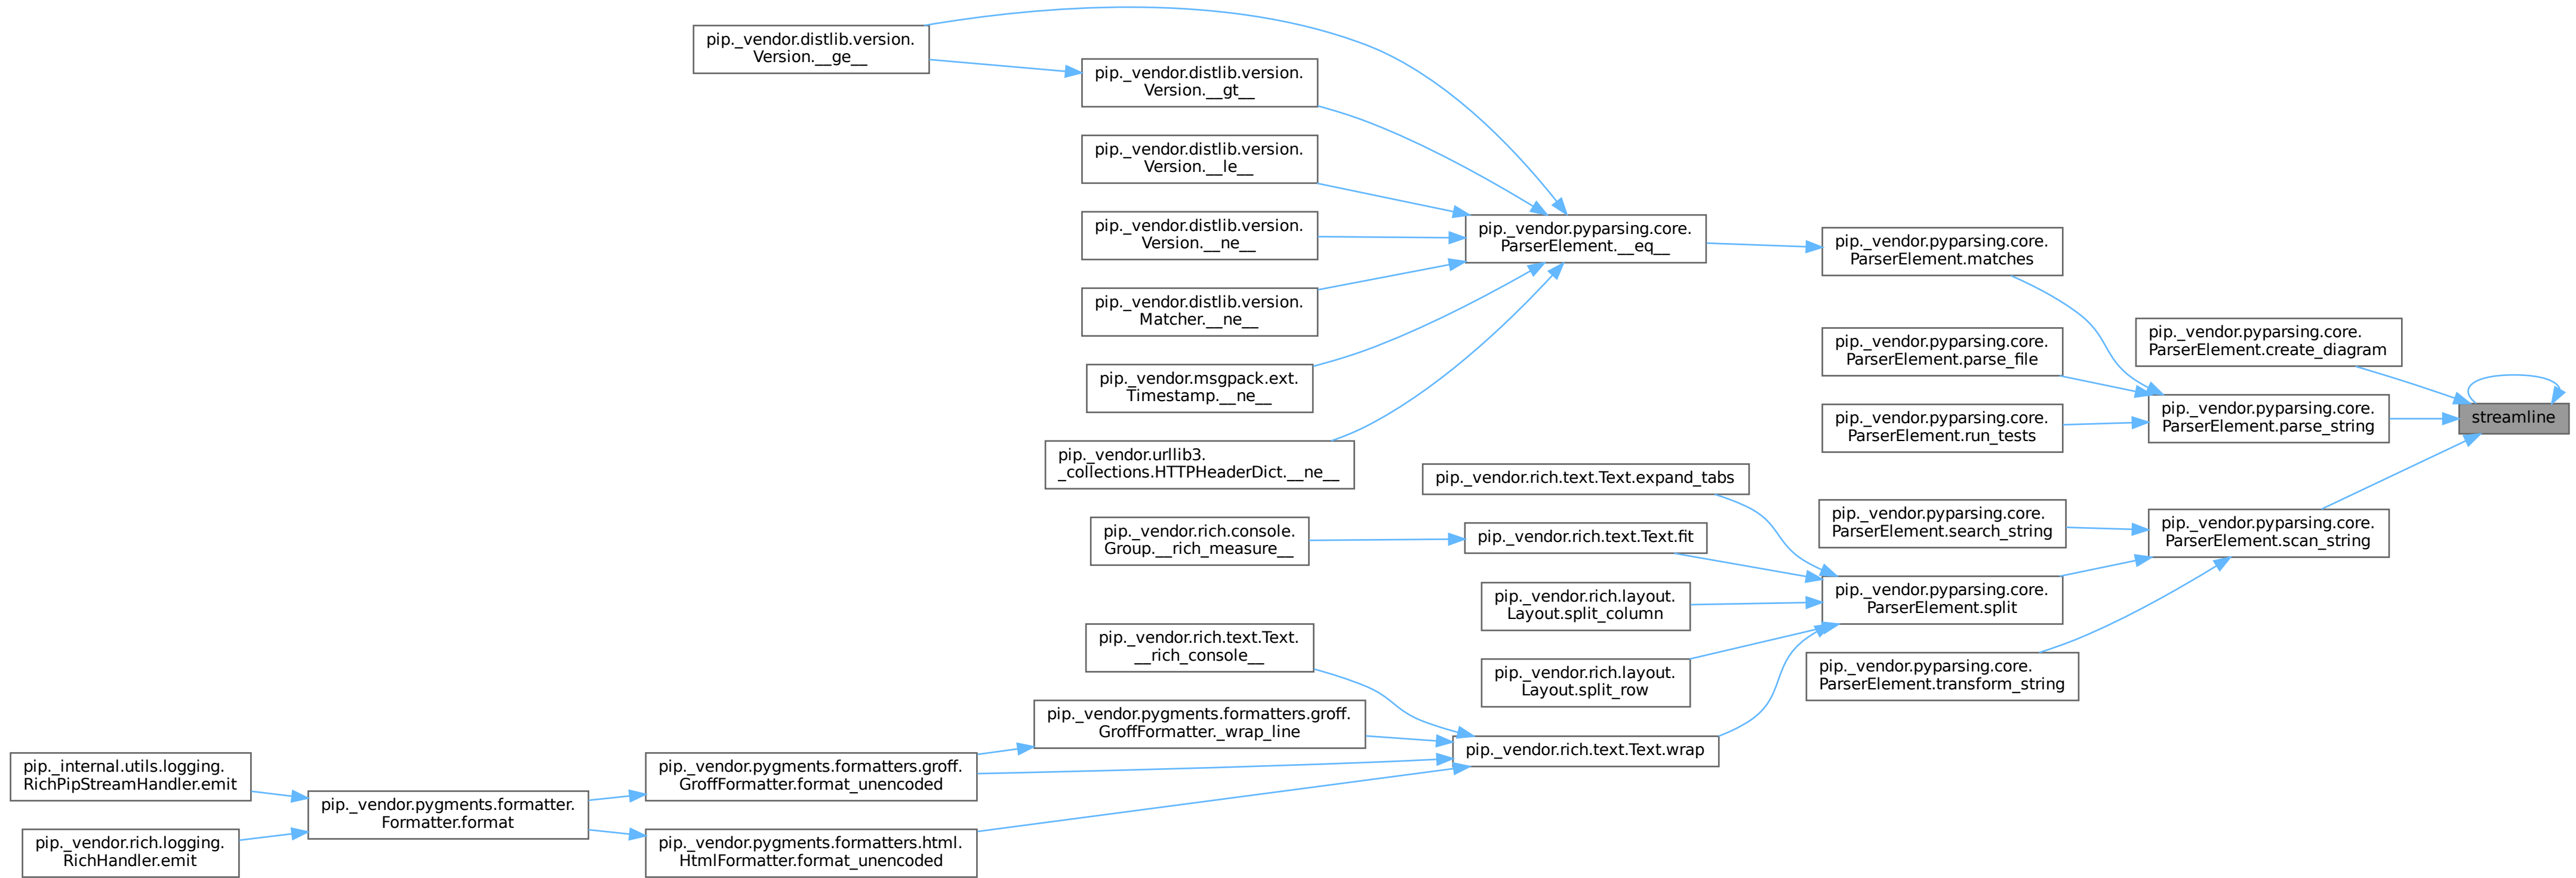 pip._vendor.distlib.version.
Version.__ge__
pip._vendor.distlib.version.
Version.__gt__
pip._vendor.distlib.version.
Version.__le__
pip._vendor.distlib.version.
Version.__ne__
pip._vendor.distlib.version.
Matcher.__ne__
pip._vendor.msgpack.ext.
Timestamp.__ne__
pip._vendor.urllib3.
_collections.HTTPHeaderDict.__ne__
pip._vendor.pyparsing.core.
ParserElement.__eq__
pip._vendor.pyparsing.core.
ParserElement.matches
pip._vendor.pyparsing.core.
ParserElement.parse_file
pip._vendor.pyparsing.core.
ParserElement.run_tests
pip._vendor.pyparsing.core.
ParserElement.create_diagram
pip._vendor.pyparsing.core.
ParserElement.parse_string
streamline
pip._vendor.rich.text.Text.expand_tabs
pip._vendor.rich.console.
Group.__rich_measure__
pip._vendor.rich.text.Text.fit
pip._vendor.pyparsing.core.
ParserElement.search_string
pip._vendor.pyparsing.core.
ParserElement.scan_string
pip._vendor.rich.layout.
Layout.split_column
pip._vendor.pyparsing.core.
ParserElement.split
pip._vendor.rich.layout.
Layout.split_row
pip._vendor.pyparsing.core.
ParserElement.transform_string
pip._vendor.rich.text.Text.
__rich_console__
pip._vendor.pygments.formatters.groff.
GroffFormatter._wrap_line
pip._vendor.rich.text.Text.wrap
pip._internal.utils.logging.
RichPipStreamHandler.emit
pip._vendor.rich.logging.
RichHandler.emit
pip._vendor.pygments.formatter.
Formatter.format
pip._vendor.pygments.formatters.groff.
GroffFormatter.format_unencoded
pip._vendor.pygments.formatters.html.
HtmlFormatter.format_unencoded